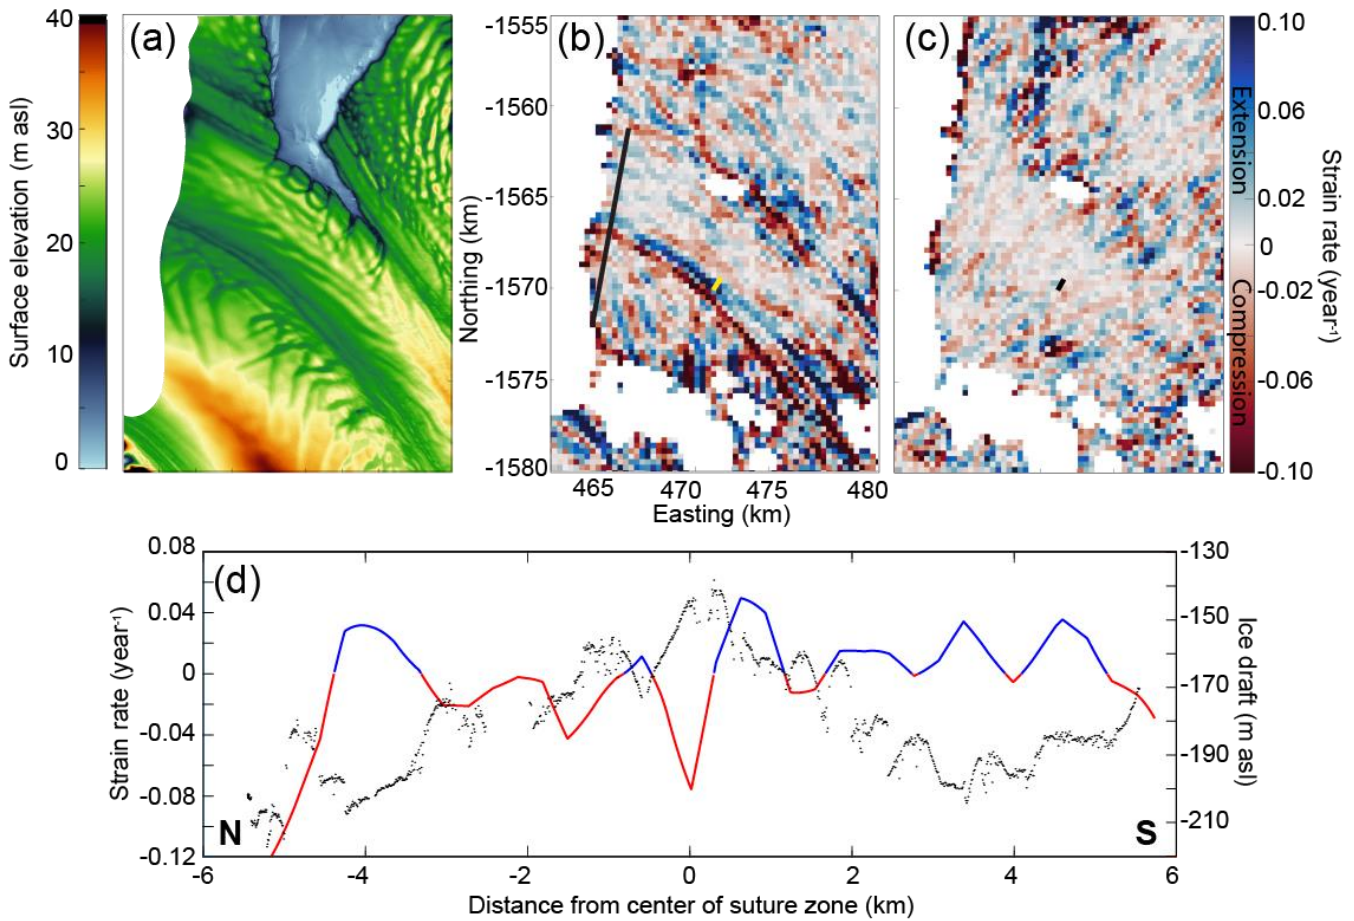 (a)
(b)
(c)
40
30
20
10
0
Surface elevation (m asl)
-1555
-1560
-1565
-1570
-1575
-1580
Northing (km)
465 470 475 480
Easting (km)
0.10
0.06
0.02
0
-0.02
-0.06
-0.10
Extension
Compression
Strain rate (year⁻¹)
(d)
0.08
0.04
0
-0.04
-0.08
-0.12
Strain rate (year⁻¹)
-130
-150
-170
-190
-210
Ice draft (m asl)
N
S
-6 -4 -2 0 2 4 6
Distance from center of suture zone (km)